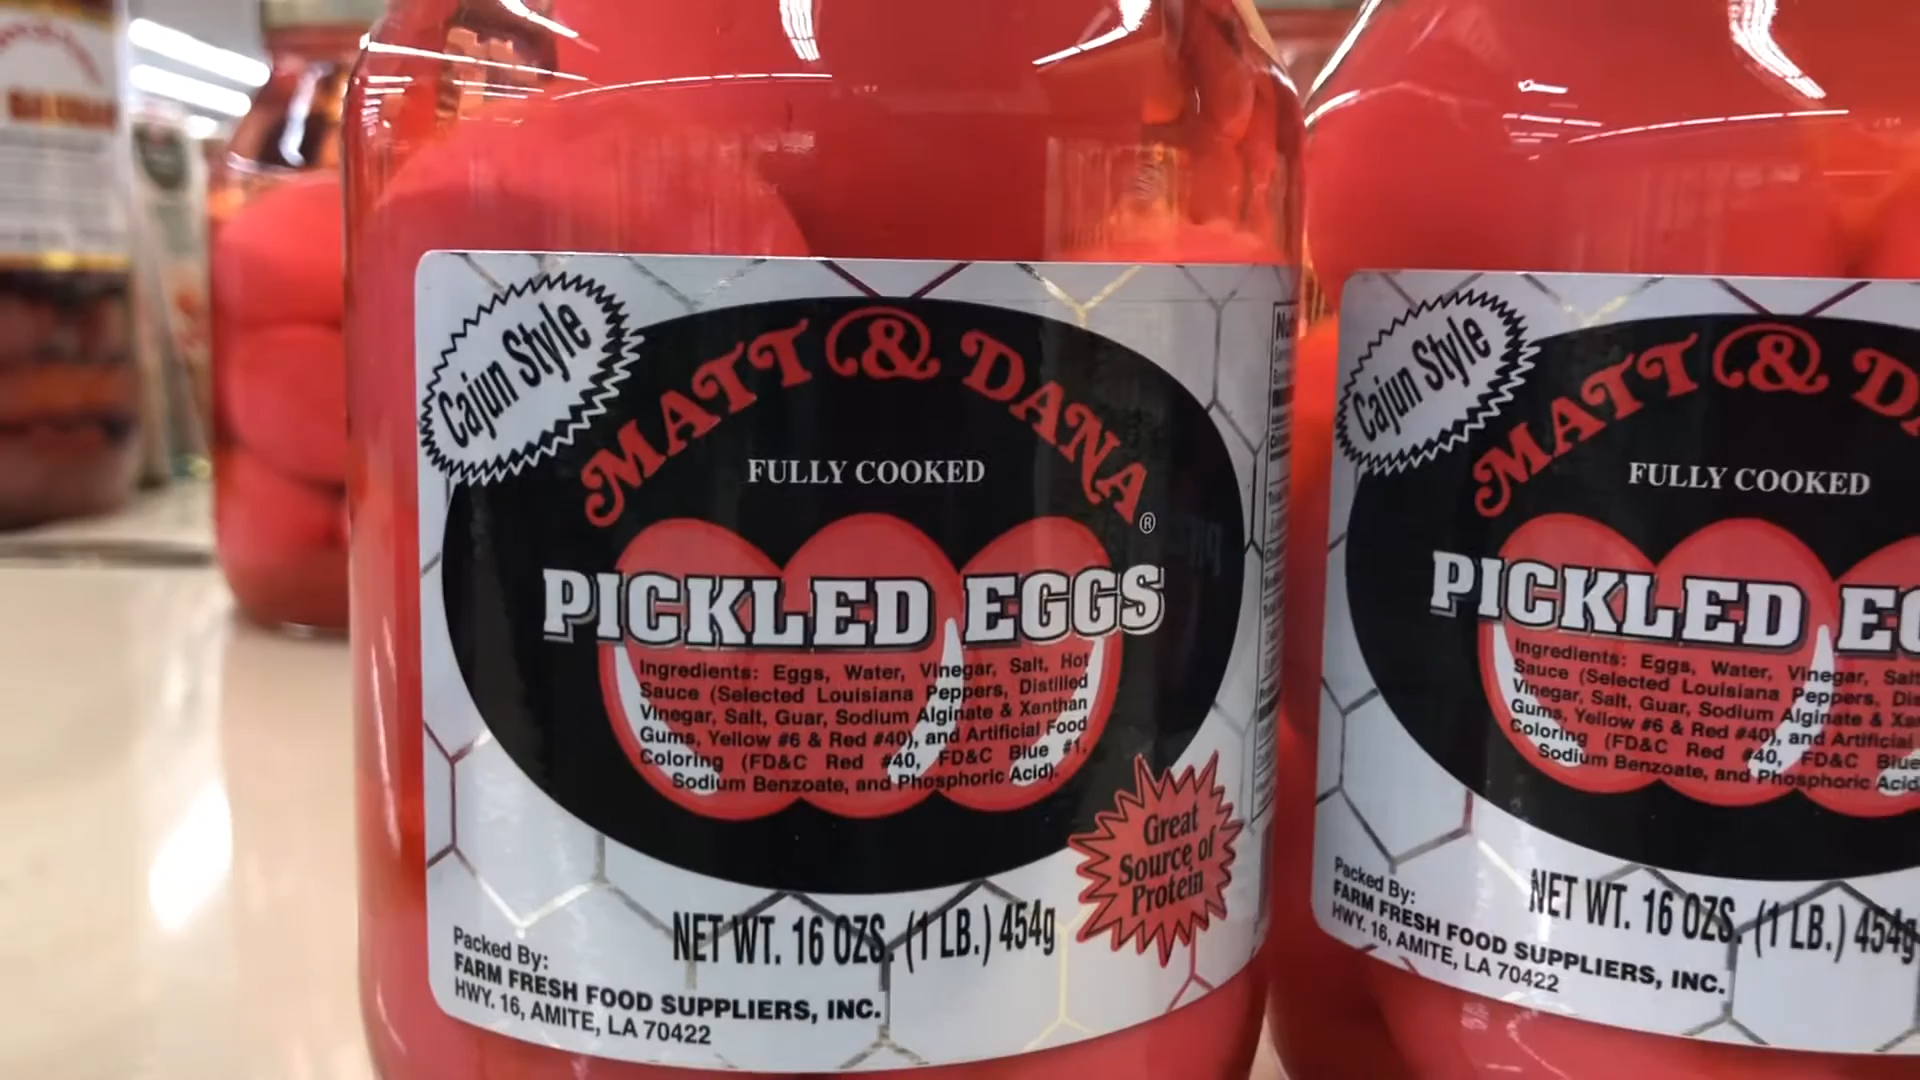 Cajun Style
MATT & DANA®
FULLY COOKED
PICKLED EGGS
Ingredients: Eggs, Water, Vinegar, Salt, Hot
Sauce (Selected Louisiana Peppers, Distilled
Vinegar, Salt, Guar, Sodium Alginate & Xanthan
Gums, Yellow #6 & Red #40), and Artificial Food
Coloring (FD&C Red #40, FD&C Blue #1,
Sodium Benzoate, and Phosphoric Acid).
Great
Source of
Protein
NET WT. 16 OZS. (1 LB.) 454g
Packed By:
FARM FRESH FOOD SUPPLIERS, INC.
HWY. 16, AMITE, LA 70422
Cajun Style
MATT & DA
FULLY COOKED
PICKLED EG
Ingredients: Eggs, Water, Vinegar, Salt
Sauce (Selected Louisiana Peppers, Dis
Vinegar, Salt, Guar, Sodium Alginate & Xa
Gums, Yellow #6 & Red #40), and Artificial
Coloring (FD&C Red #40, FD&C Blue
Sodium Benzoate, and Phosphoric Acid
NET WT. 16 OZS. (1 LB.) 454g
Packed By:
FARM FRESH FOOD SUPPLIERS, INC.
HWY. 16, AMITE, LA 70422